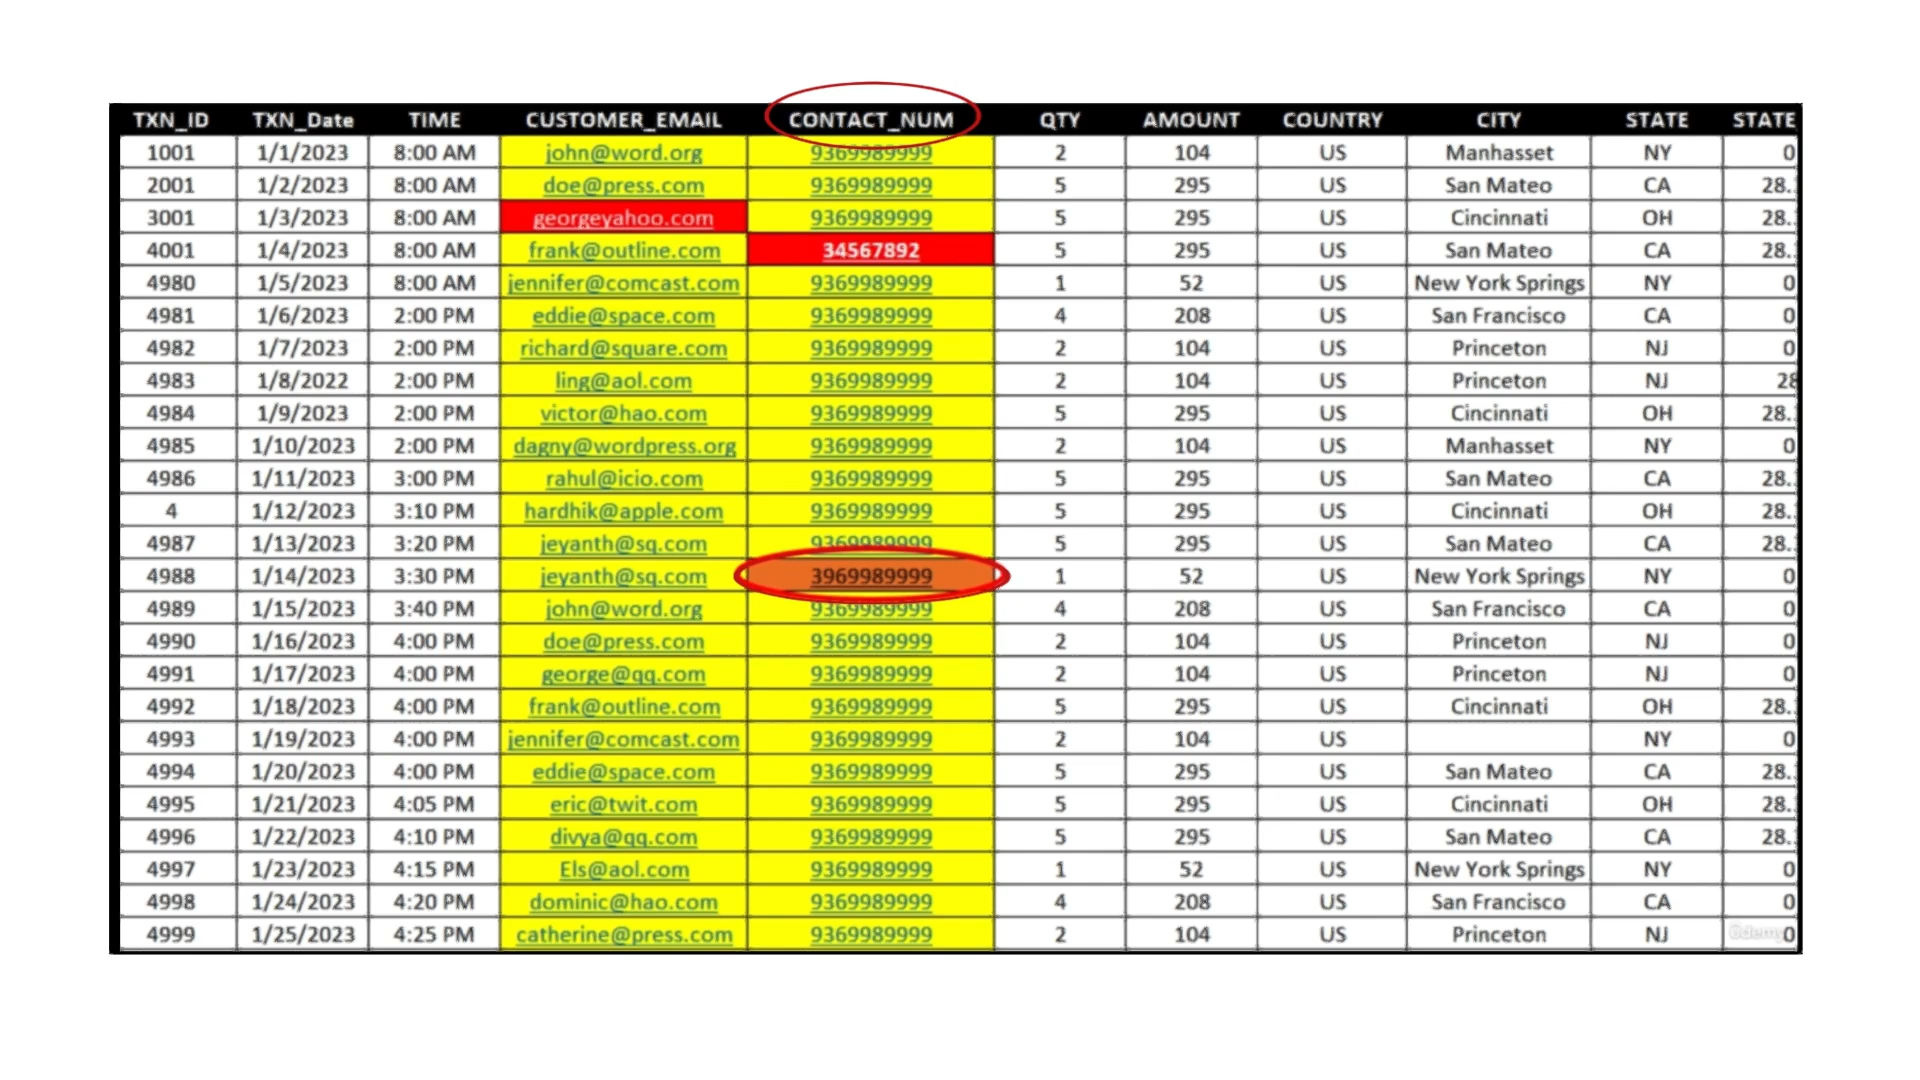 TXN_ID TXN_Date TIME CUSTOMER_EMAIL CONTACT_NUM QTY AMOUNT COUNTRY CITY STATE STATE
1001 1/1/2023 8:00 AM john@word.org 9369989999 2 104 US Manhasset NY 0
2001 1/2/2023 8:00 AM doe@press.com 9369989999 5 295 US San Mateo CA 28.
3001 1/3/2023 8:00 AM georgeyahoo.com 9369989999 5 295 US Cincinnati OH 28.
4001 1/4/2023 8:00 AM frank@outline.com 34567892 5 295 US San Mateo CA 28.
4980 1/5/2023 8:00 AM jennifer@comcast.com 9369989999 1 52 US New York Springs NY 0
4981 1/6/2023 2:00 PM eddie@space.com 9369989999 4 208 US San Francisco CA 0
4982 1/7/2023 2:00 PM richard@square.com 9369989999 2 104 US Princeton NJ 0
4983 1/8/2022 2:00 PM ling@aol.com 9369989999 2 104 US Princeton NJ 28
4984 1/9/2023 2:00 PM victor@hao.com 9369989999 5 295 US Cincinnati OH 28.
4985 1/10/2023 2:00 PM dagny@wordpress.org 9369989999 2 104 US Manhasset NY 0
4986 1/11/2023 3:00 PM rahul@icio.com 9369989999 5 295 US San Mateo CA 28.
4 1/12/2023 3:10 PM hardhik@apple.com 9369989999 5 295 US Cincinnati OH 28.
4987 1/13/2023 3:20 PM jeyanth@sq.com 9369989999 5 295 US San Mateo CA 28.
4988 1/14/2023 3:30 PM jeyanth@sq.com 3969989999 1 52 US New York Springs NY 0
4989 1/15/2023 3:40 PM john@word.org 9369989999 4 208 US San Francisco CA 0
4990 1/16/2023 4:00 PM doe@press.com 9369989999 2 104 US Princeton NJ 0
4991 1/17/2023 4:00 PM george@qq.com 9369989999 2 104 US Princeton NJ 0
4992 1/18/2023 4:00 PM frank@outline.com 9369989999 5 295 US Cincinnati OH 28.
4993 1/19/2023 4:00 PM jennifer@comcast.com 9369989999 2 104 US NY 0
4994 1/20/2023 4:00 PM eddie@space.com 9369989999 5 295 US San Mateo CA 28.
4995 1/21/2023 4:05 PM eric@twit.com 9369989999 5 295 US Cincinnati OH 28.
4996 1/22/2023 4:10 PM divya@qq.com 9369989999 5 295 US San Mateo CA 28.
4997 1/23/2023 4:15 PM Els@aol.com 9369989999 1 52 US New York Springs NY 0
4998 1/24/2023 4:20 PM dominic@hao.com 9369989999 4 208 US San Francisco CA 0
4999 1/25/2023 4:25 PM catherine@press.com 9369989999 2 104 US Princeton NJ 0
ûdemy